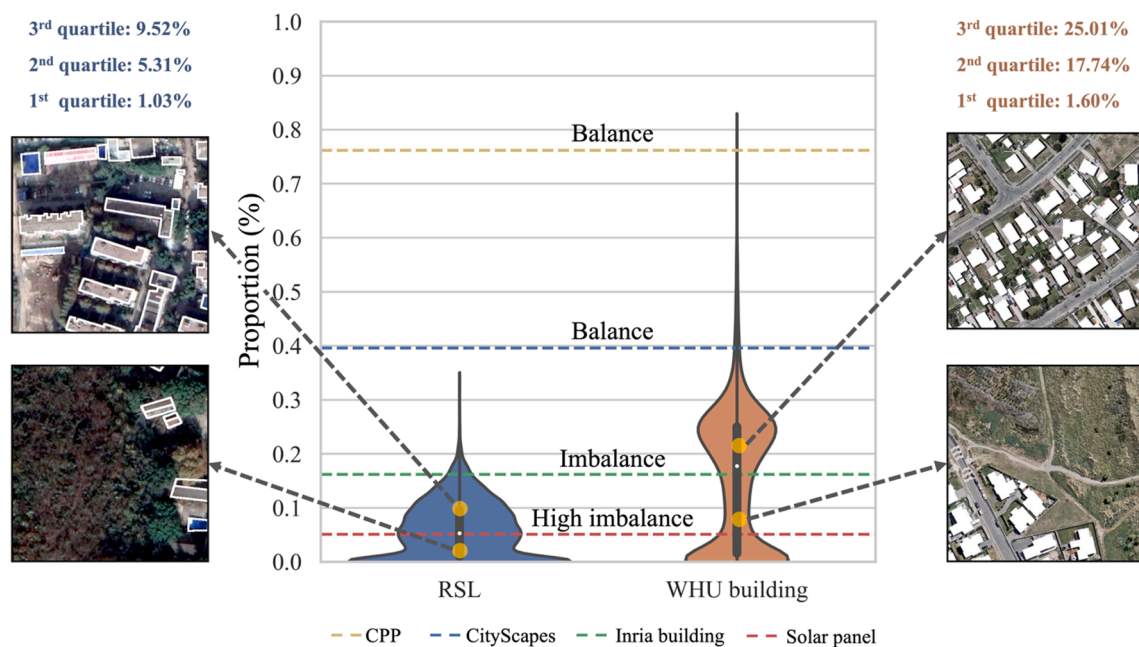 3rd quartile: 9.52%
2nd quartile: 5.31%
1st quartile: 1.03%
3rd quartile: 25.01%
2nd quartile: 17.74%
1st quartile: 1.60%
Proportion (%)
1.0
0.9
0.8
0.7
0.6
0.5
0.4
0.3
0.2
0.1
0.0
Balance
Balance
Imbalance
High imbalance
RSL
WHU building
CPP
CityScapes
Inria building
Solar panel